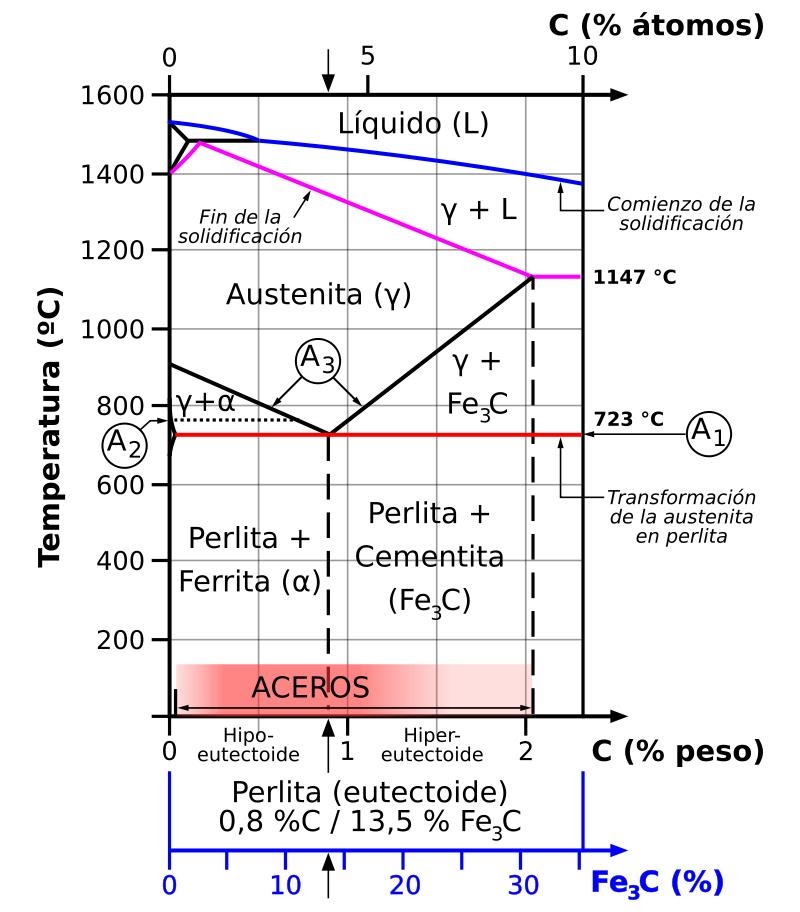 C (% átomos)
0
5
10
1600
Líquido (L)
1400
Comienzo de la
solidificación
Fin de la
solidificación
γ + L
1200
1147 °C
Austenita (γ)
Temperatura (ºC)
1000
A3
γ +
Fe3C
γ+α
800
723 °C
A2
A1
600
Transformación
de la austenita
en perlita
Perlita +
Ferrita (α)
Perlita +
Cementita
(Fe3C)
400
200
ACEROS
0
Hipo-
eutectoide
1
Hiper-
eutectoide
2
C (% peso)
Perlita (eutectoide)
0,8 %C / 13,5 % Fe3C
0
10
20
30
Fe3C (%)